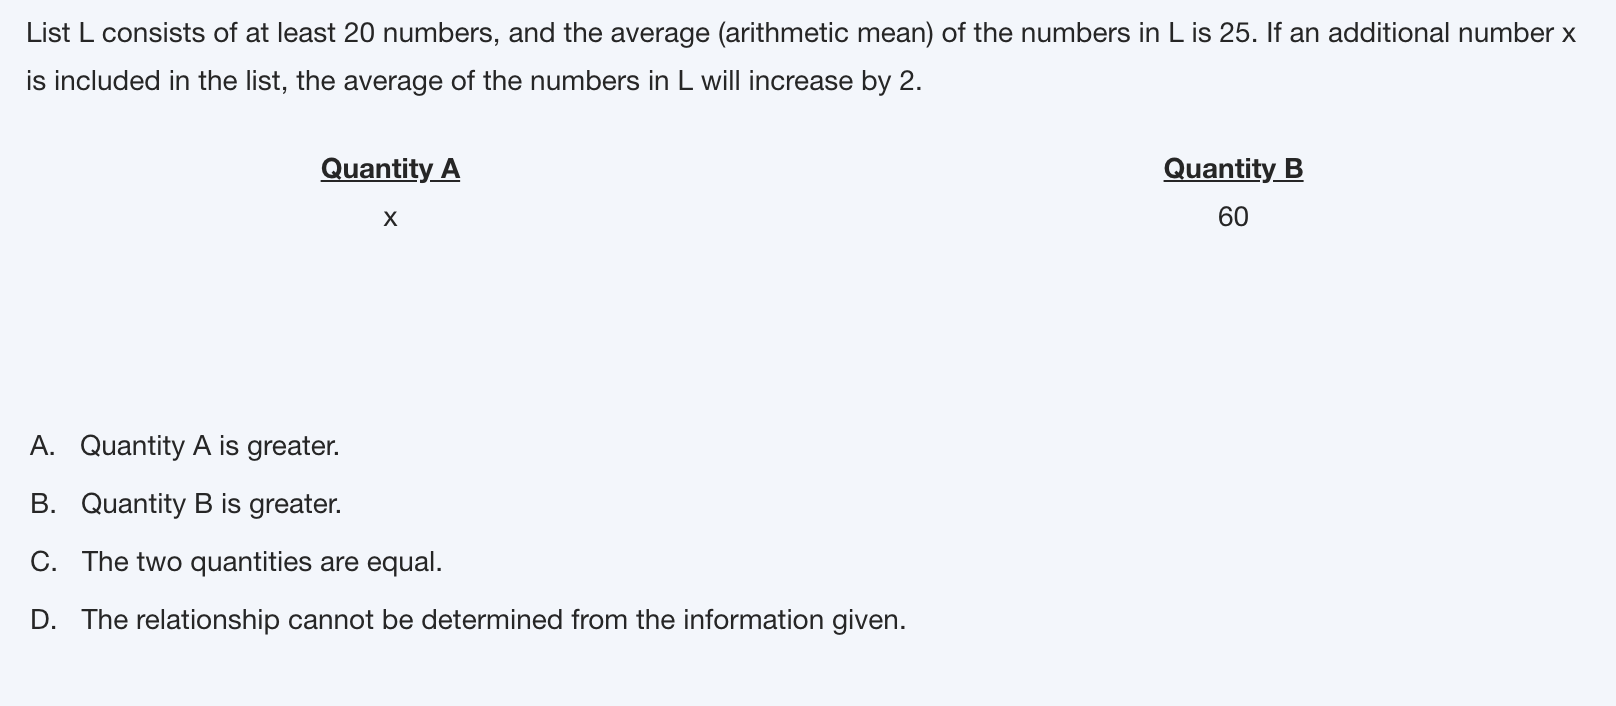 List L consists of at least 20 numbers, and the average (arithmetic mean) of the numbers in L is 25. If an additional number x
is included in the list, the average of the numbers in L will increase by 2.
Quantity A
x
Quantity B
60
A. Quantity A is greater.
B. Quantity B is greater.
C. The two quantities are equal.
D. The relationship cannot be determined from the information given.